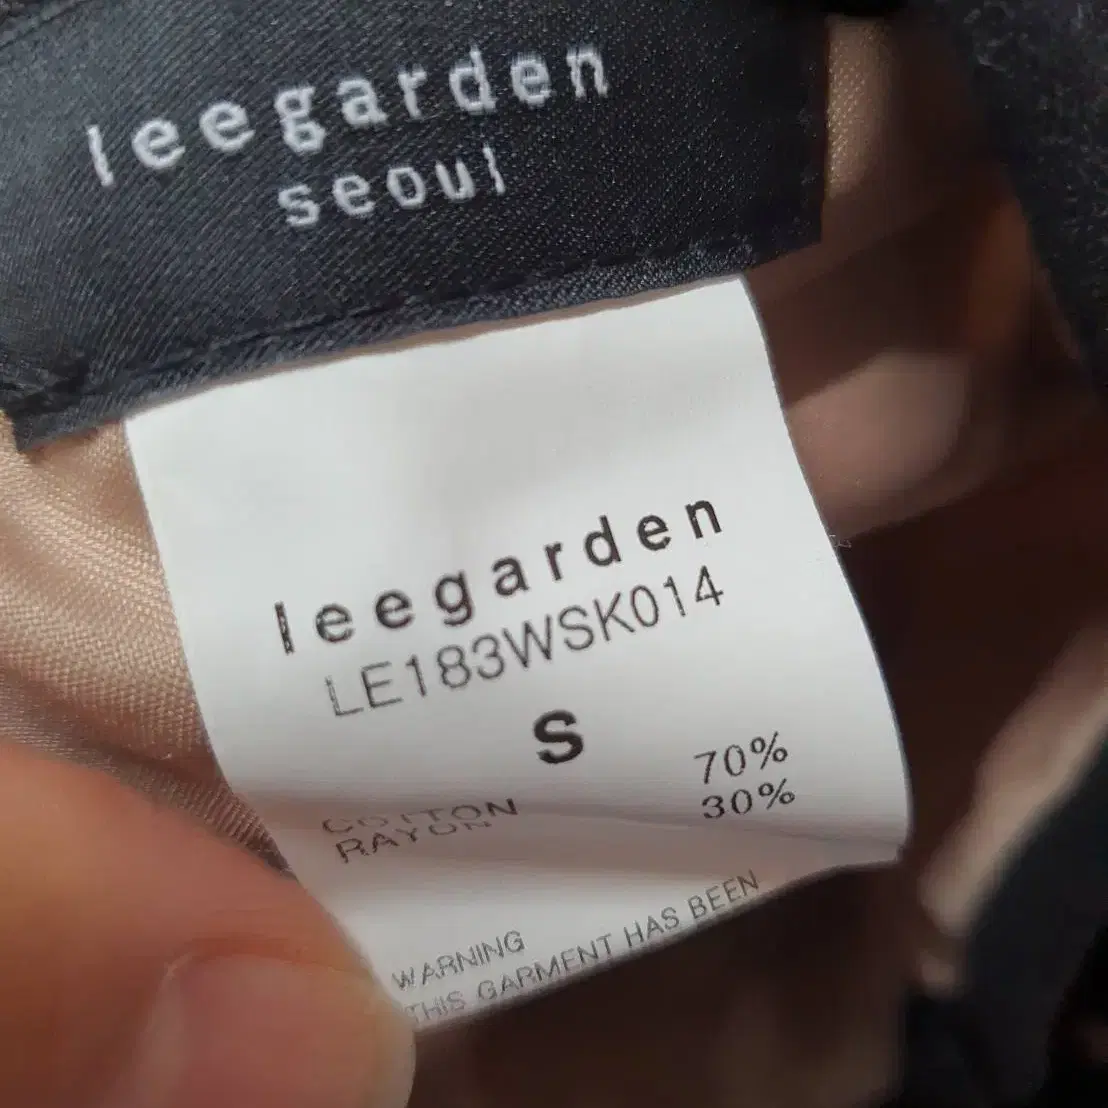 leegarden
seoul
leegarden
LE183WSK014
S
COTTON 70%
RAYON 30%
WARNING
THIS GARMENT HAS BEEN